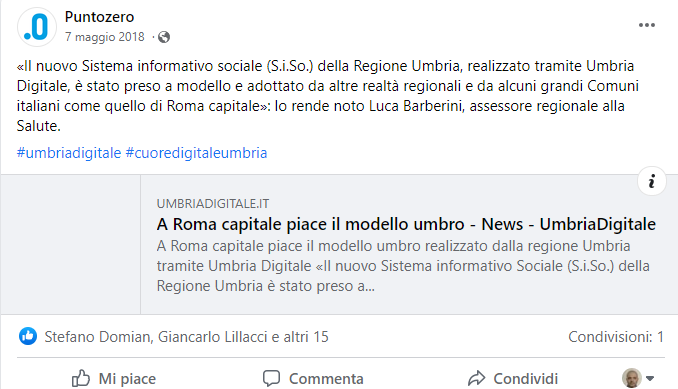 .0
Puntozero
7 maggio 2018 ·
«Il nuovo Sistema informativo sociale (S.i.So.) della Regione Umbria, realizzato tramite Umbria
Digitale, è stato preso a modello e adottato da altre realtà regionali e da alcuni grandi Comuni
italiani come quello di Roma capitale»: lo rende noto Luca Barberini, assessore regionale alla
Salute.
#umbriadigitale #cuoredigitaleumbria
UMBRIADIGITALE.IT
A Roma capitale piace il modello umbro - News - UmbriaDigitale
A Roma capitale piace il modello umbro realizzato dalla regione Umbria
tramite Umbria Digitale «Il nuovo Sistema informativo Sociale (S.i.So.) della
Regione Umbria è stato preso a...
Stefano Domian, Giancarlo Lillacci e altri 15
Condivisioni: 1
Mi piace
Commenta
Condividi